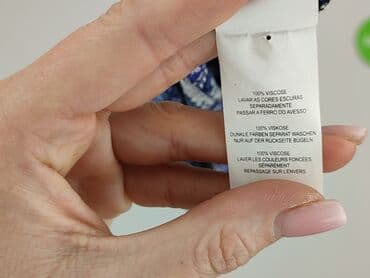 100% VISCOSE
LAVAR AS CORES ESCURAS
SEPARADAMENTE
PASSAR A FERRO DO AVESSO
100% VISKOSE
DUNKLE FARBEN SEPARAT WASCHEN
NUR AUF DER RÜCKSEITE BÜGELN
100% VISCOSE
LAVER LES COULEURS FONCÉES
SÉPARÉMENT
REPASSAGE SUR L'ENVERS